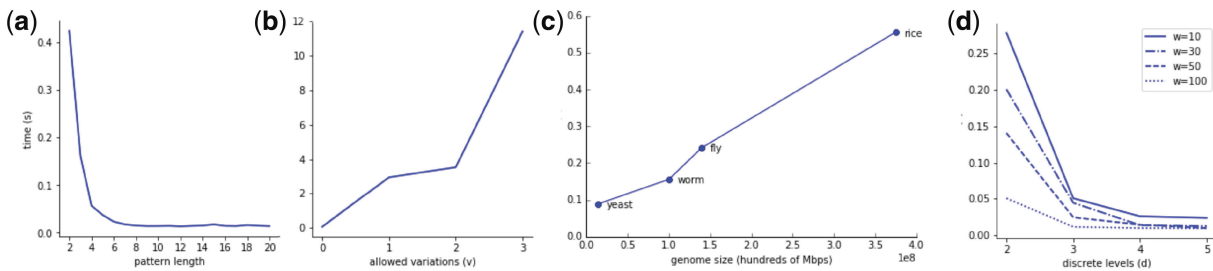 (a)
0.4
0.3
0.2
0.1
0.0
time (s)
2 4 6 8 10 12 14 16 18 20
pattern length
(b)
12
10
8
6
4
2
0
0 1 2 3
allowed variations (v)
(c)
0.6
0.5
0.4
0.3
0.2
0.1
0.0
rice
fly
worm
yeast
0.0 0.5 1.0 1.5 2.0 2.5 3.0 3.5 4.0
1e8
genome size (hundreds of Mbps)
(d)
0.25
0.20
0.15
0.10
0.05
0.00
w=10
w=30
w=50
w=100
2 3 4 5
discrete levels (d)